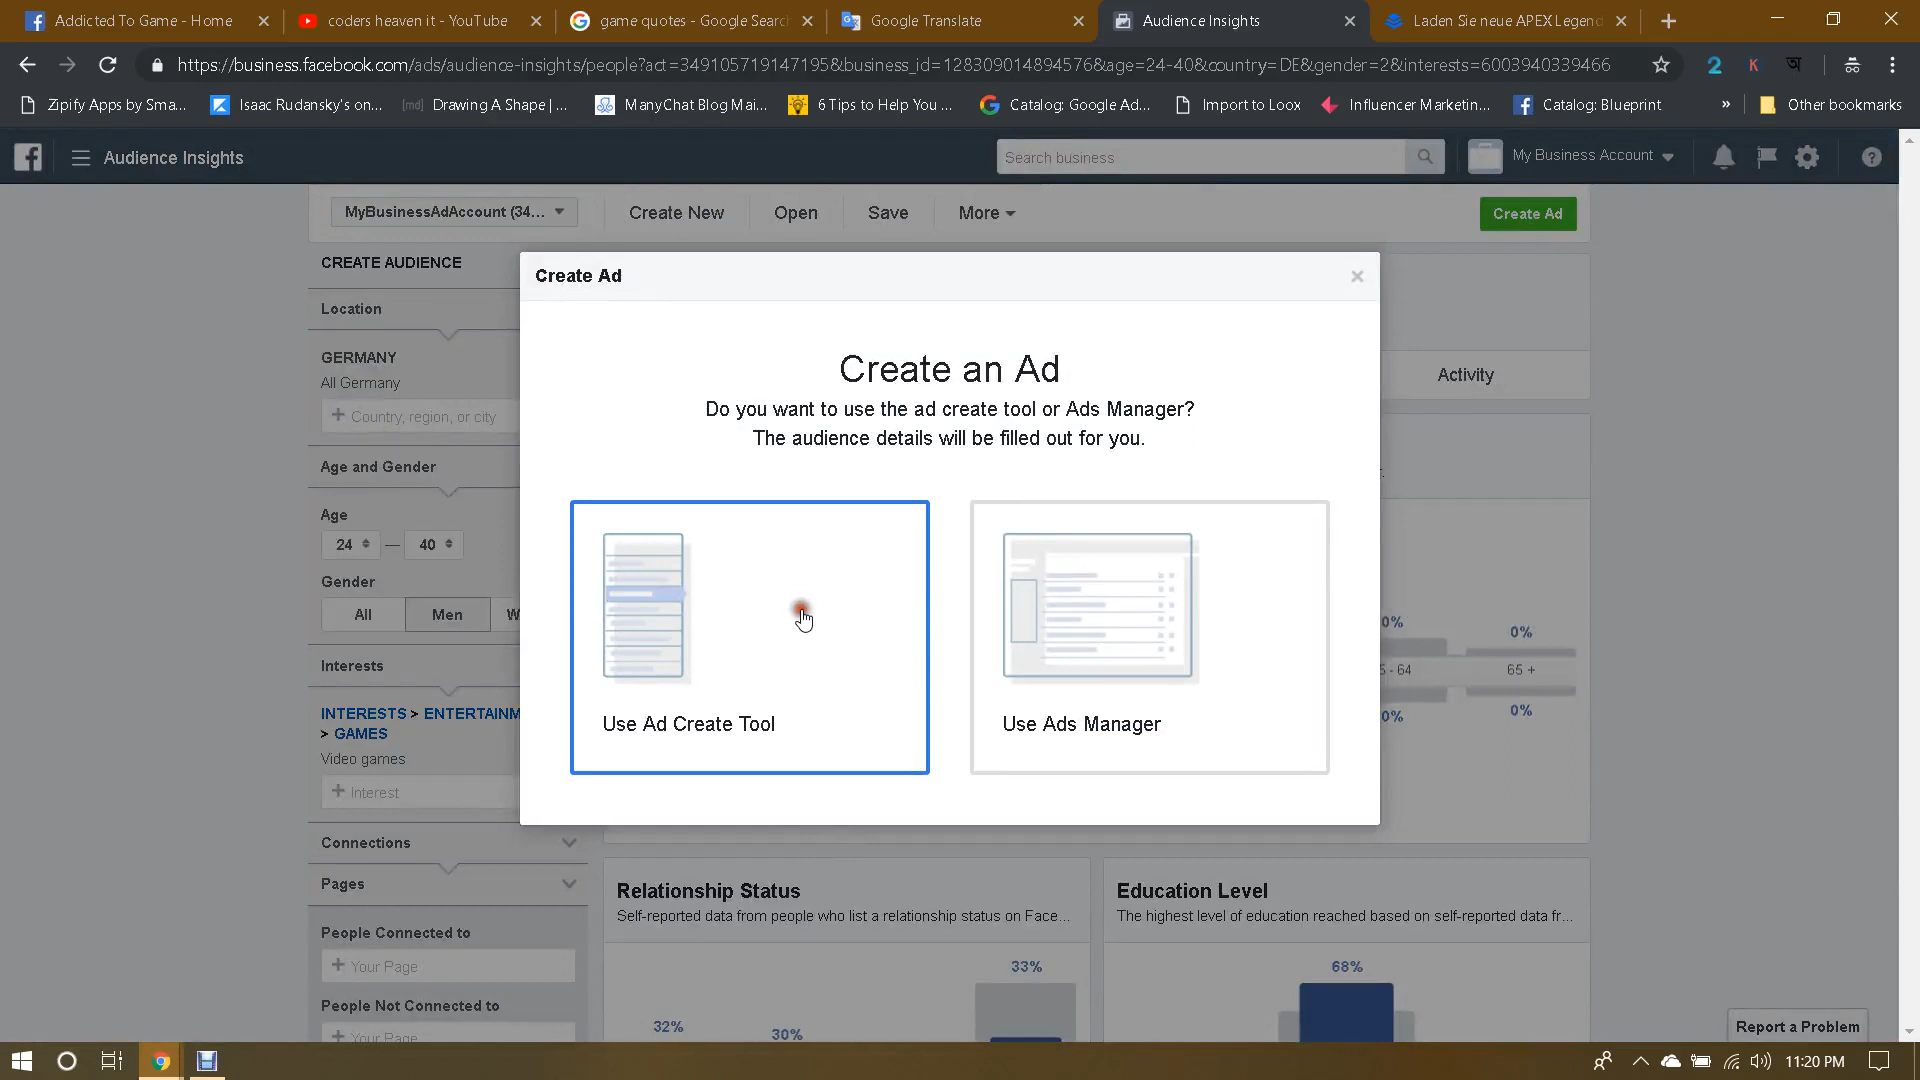 Addicted To Game - Home
coders heaven it - YouTube
game quotes - Google Search
Google Translate
Audience Insights
Laden Sie neue APEX Legend
https://business.facebook.com/ads/audience-insights/people?act=349105719147195&business_id=128309014894576&age=24-40&country=DE&gender=2&interests=6003940339466
Zipify Apps by Sma...
Isaac Rudansky's on...
[md] Drawing A Shape | ...
ManyChat Blog Mai...
6 Tips to Help You ...
Catalog: Google Ad...
Import to Loox
Influencer Marketin...
Catalog: Blueprint
» Other bookmarks
Audience Insights
Search business
My Business Account
MyBusinessAdAccount (34...
Create New
Open
Save
More
Create Ad
CREATE AUDIENCE
Location
GERMANY
All Germany
+ Country, region, or city
Age and Gender
Age
24 — 40
Gender
All
Men
W
Interests
INTERESTS > ENTERTAINM
> GAMES
Video games
+ Interest
Connections
Pages
People Connected to
+ Your Page
People Not Connected to
+ Your Page
Create Ad
×
Create an Ad
Do you want to use the ad create tool or Ads Manager?
The audience details will be filled out for you.
Use Ad Create Tool
Use Ads Manager
Activity
0%
0%
5 - 64
65 +
0%
0%
Relationship Status
Self-reported data from people who list a relationship status on Face...
33%
32%
30%
Education Level
The highest level of education reached based on self-reported data fr...
68%
Report a Problem
11:20 PM